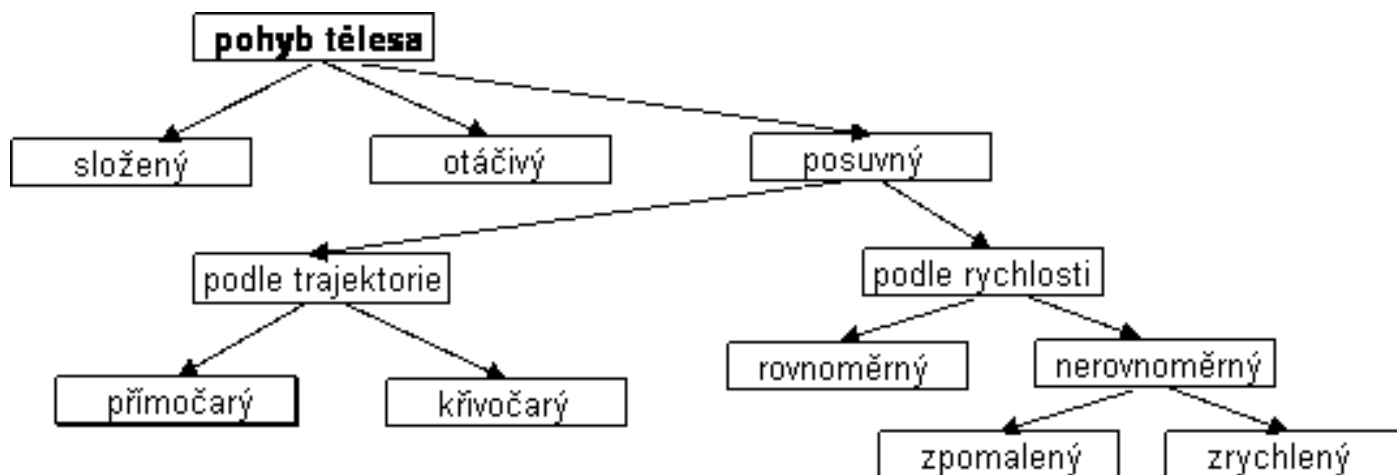 pohyb tělesa
složený
otáčivý
posuvný
podle trajektorie
podle rychlosti
přímočarý
křivočarý
rovnoměrný
nerovnoměrný
zpomalený
zrychlený